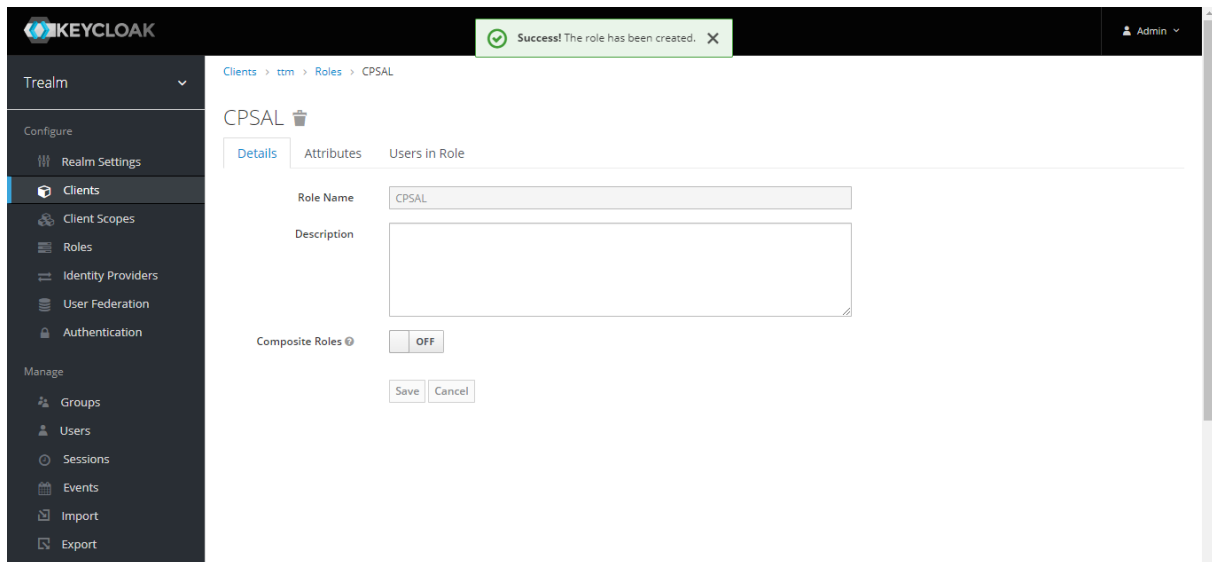 KEYCLOAK
Success! The role has been created.
Admin
Trealm
Clients > ttm > Roles > CPSAL
CPSAL
Configure
Details Attributes Users in Role
Realm Settings
Clients
Role Name CPSAL
Client Scopes
Description
Roles
Identity Providers
User Federation
Authentication
Composite Roles OFF
Manage
Save Cancel
Groups
Users
Sessions
Events
Import
Export